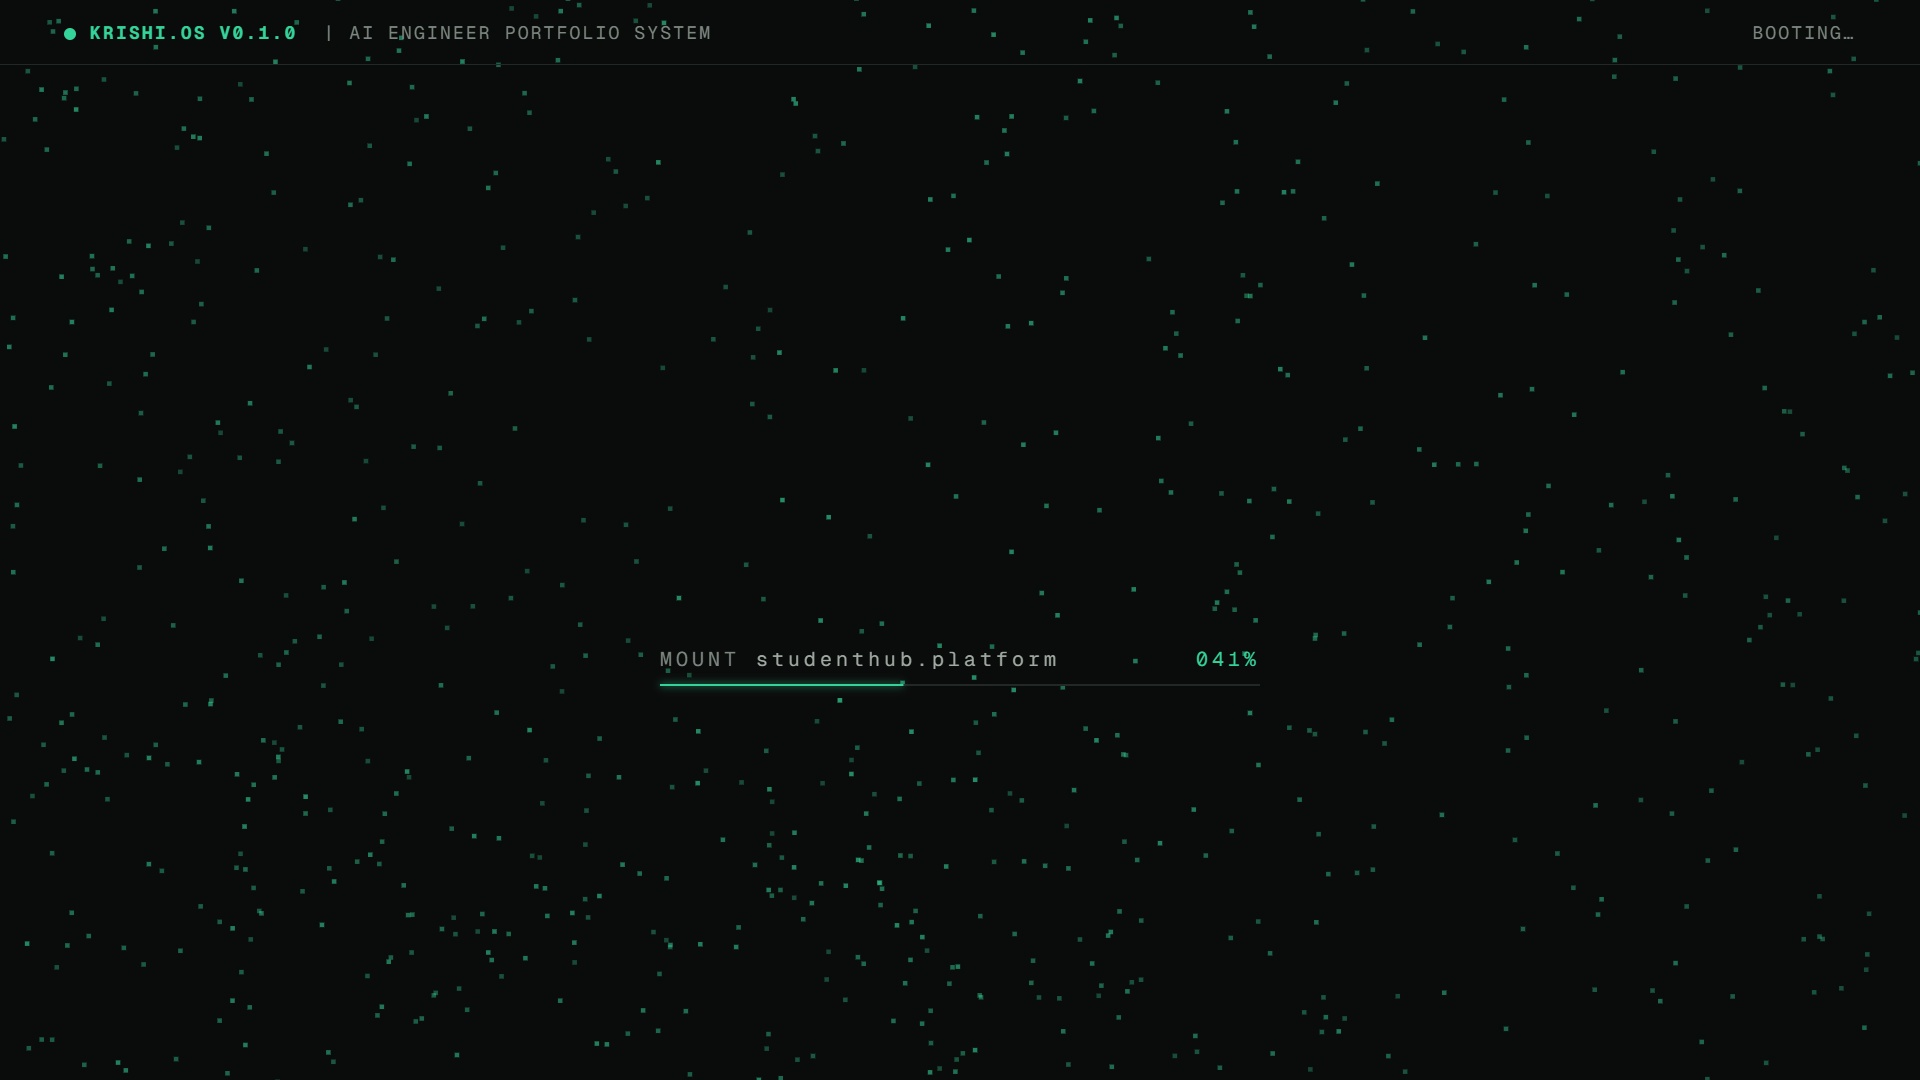 KRISHI.OS V0.1.0 | AI ENGINEER PORTFOLIO SYSTEM
BOOTING…
MOUNT studenthub.platform 041%